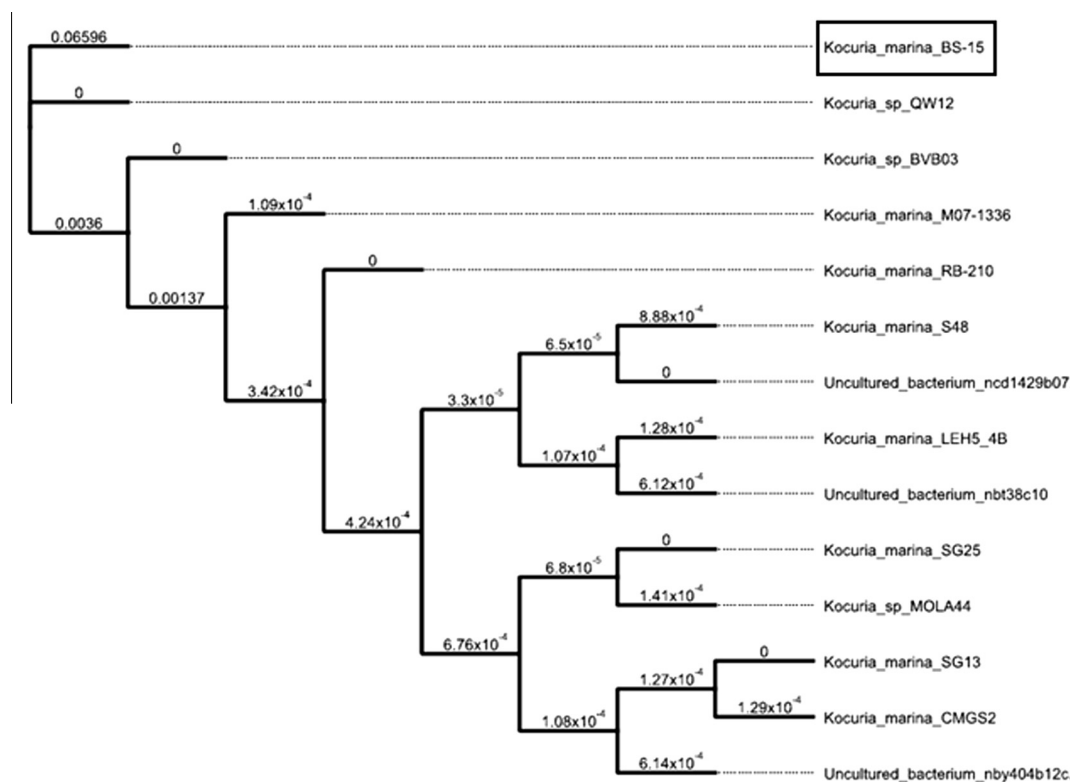 0.06596
Kocuria_marina_BS-15
0
Kocuria_sp_QW12
0
Kocuria_sp_BVB03
0.0036
1.09x10⁻⁴
Kocuria_marina_M07-1336
0
Kocuria_marina_RB-210
0.00137
8.88x10⁻⁴
Kocuria_marina_S48
6.5x10⁻⁵
0
Uncultured_bacterium_ncd1429b07
3.42x10⁻⁴
3.3x10⁻⁵
1.28x10⁻⁴
Kocuria_marina_LEH5_4B
1.07x10⁻⁴
6.12x10⁻⁴
Uncultured_bacterium_nbt38c10
4.24x10⁻⁴
0
Kocuria_marina_SG25
6.8x10⁻⁵
1.41x10⁻⁴
Kocuria_sp_MOLA44
6.76x10⁻⁴
0
Kocuria_marina_SG13
1.27x10⁻⁴
1.29x10⁻⁴
Kocuria_marina_CMGS2
1.08x10⁻⁴
6.14x10⁻⁴
Uncultured_bacterium_nby404b12c